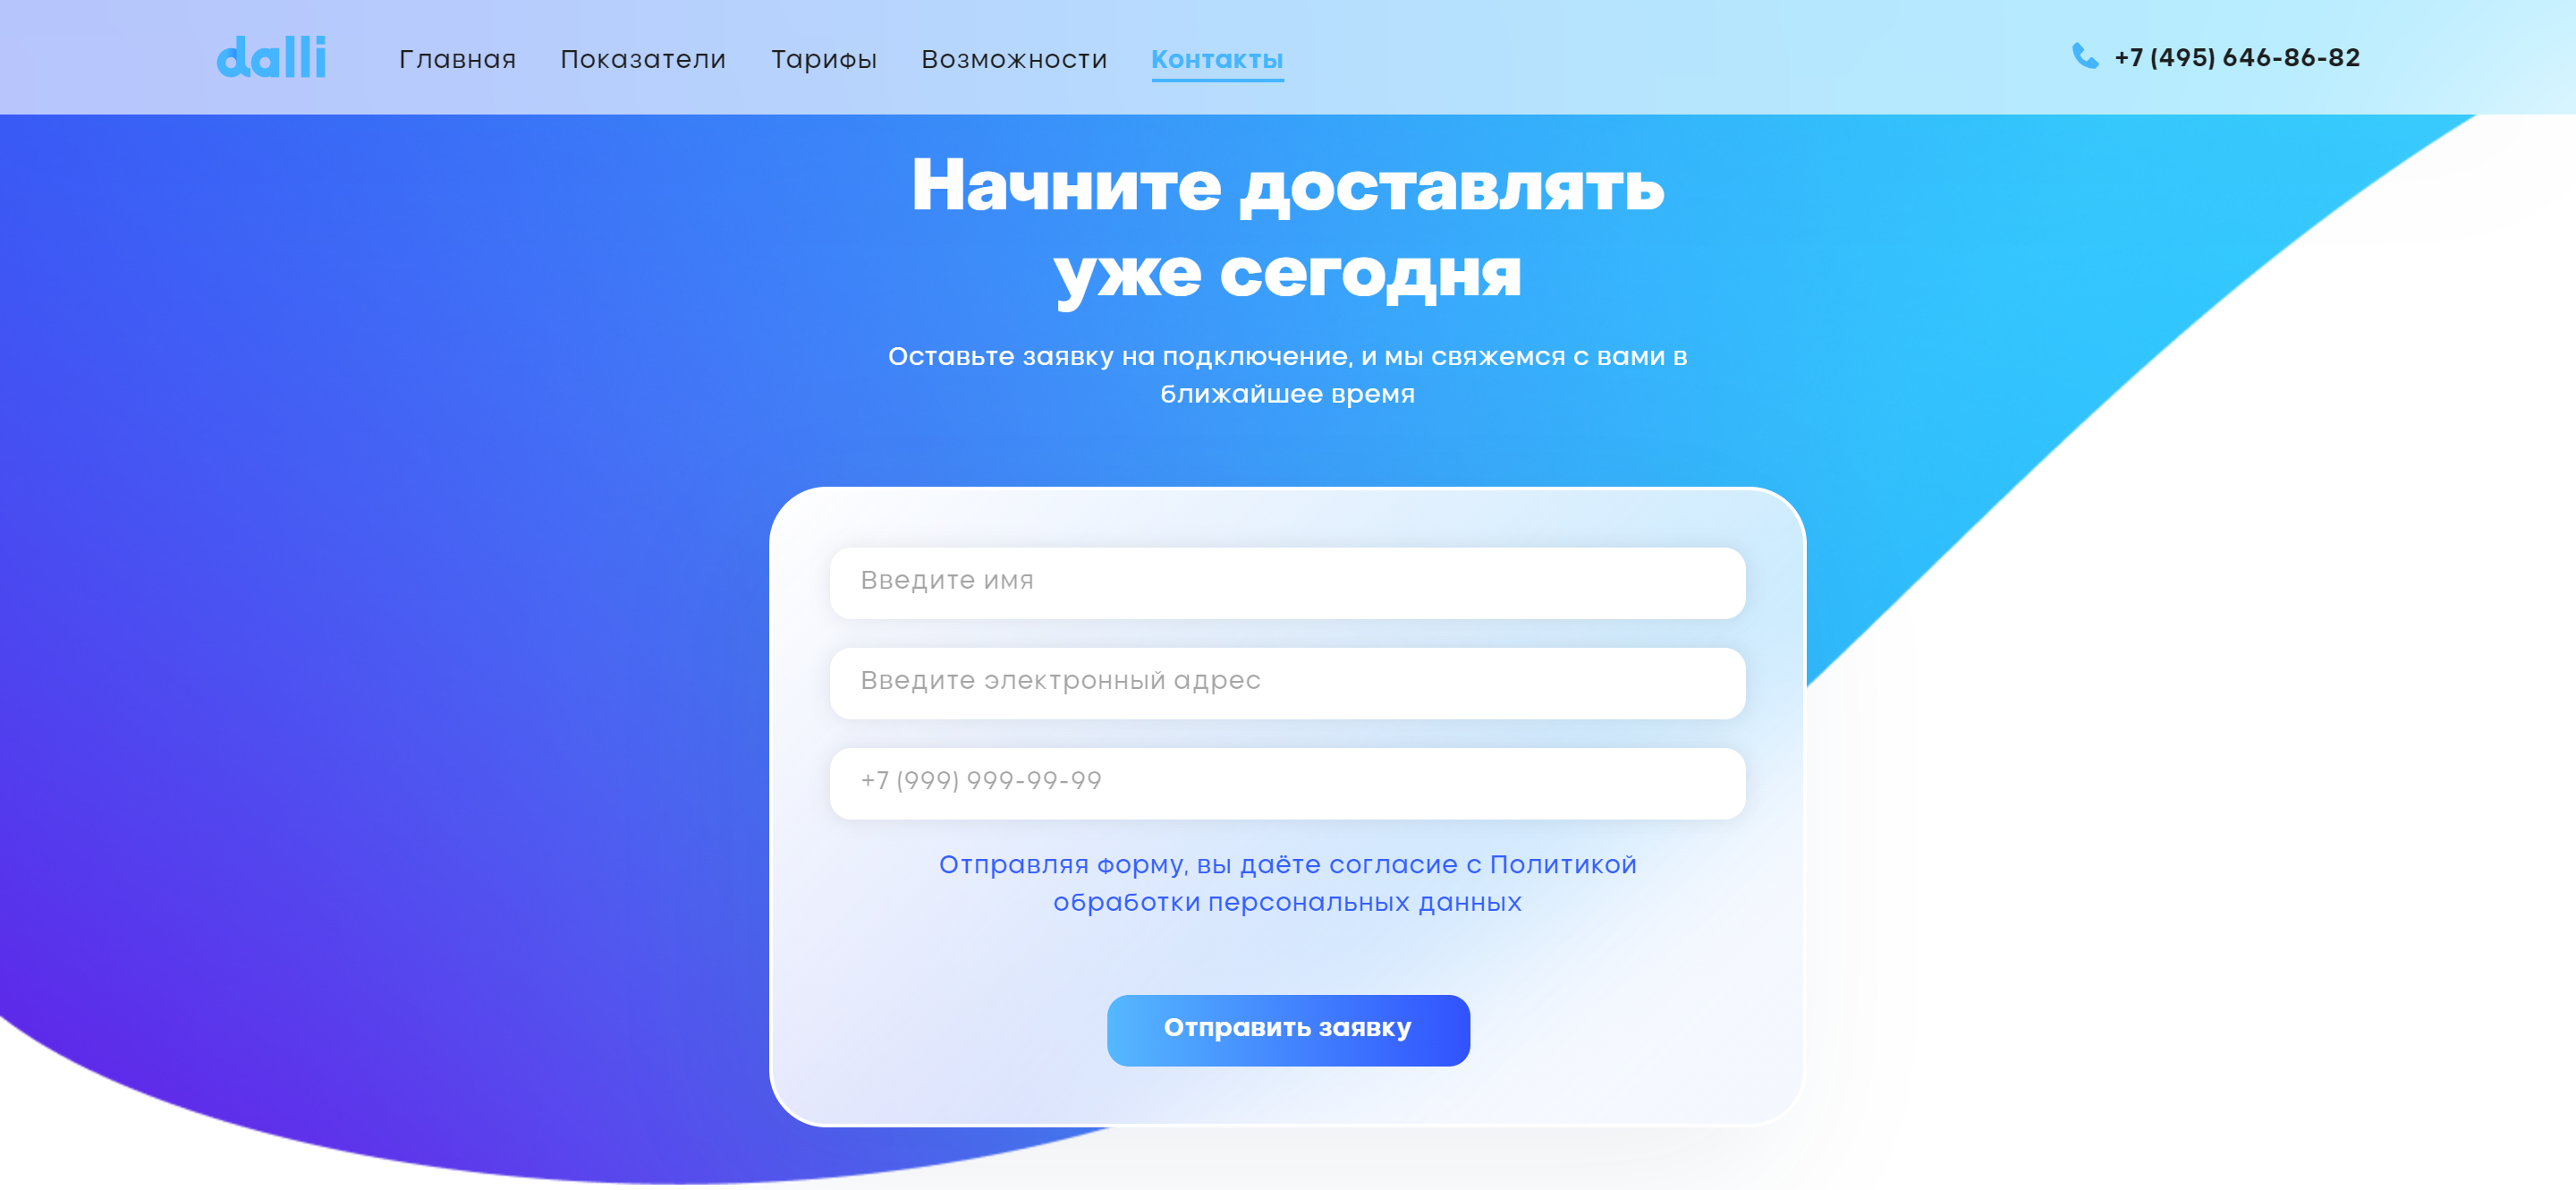 dalli
Главная Показатели Тарифы Возможности Контакты
+7 (495) 646-86-82
Начните доставлять
уже сегодня
Оставьте заявку на подключение, и мы свяжемся с вами в
ближайшее время
Введите имя
Введите электронный адрес
+7 (999) 999-99-99
Отправляя форму, вы даёте согласие с Политикой
обработки персональных данных
Отправить заявку